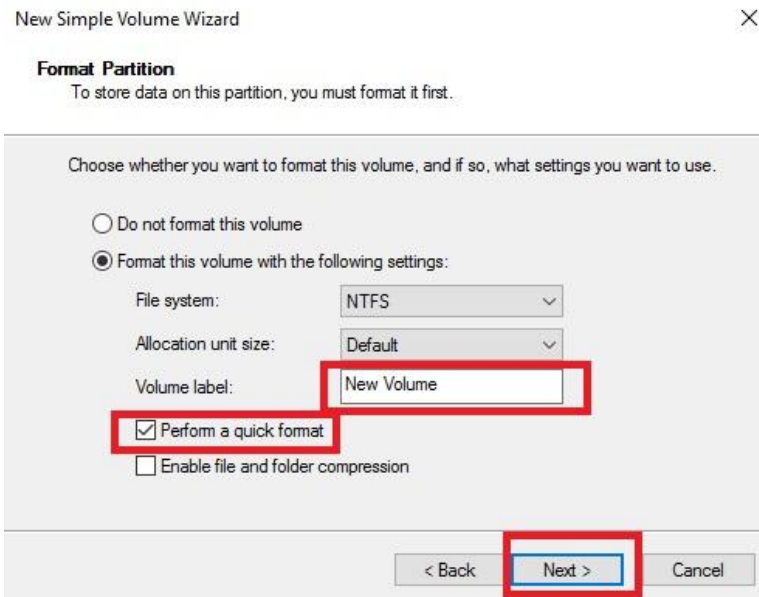 New Simple Volume Wizard
Format Partition
To store data on this partition, you must format it first.
Choose whether you want to format this volume, and if so, what settings you want to use.
Do not format this volume
Format this volume with the following settings:
File system: NTFS
Allocation unit size: Default
Volume label: New Volume
Perform a quick format
Enable file and folder compression
< Back Next > Cancel